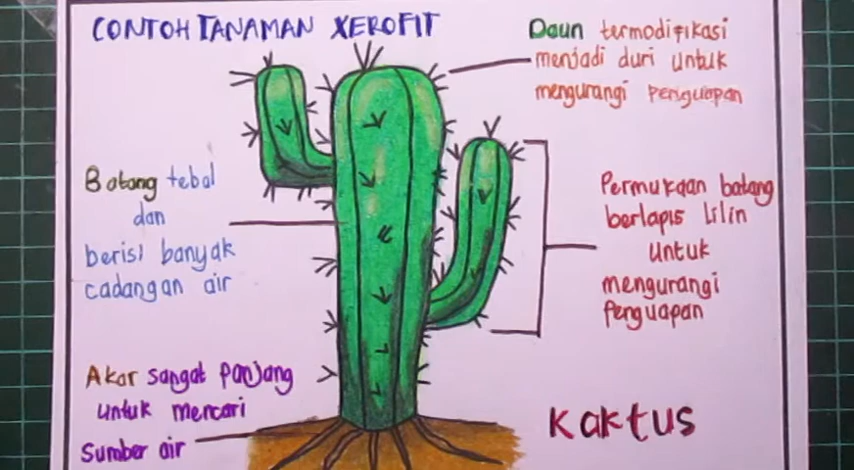 CONTOH TANAMAN XEROFIT
Daun termodifikasi
menjadi duri untuk
mengurangi penguapan
Batang tebal
dan
berisi banyak
cadangan air
Permukaan batang
berlapis lilin
untuk
mengurangi
penguapan
Akar sangat panjang
untuk mencari
sumber air
Kaktus